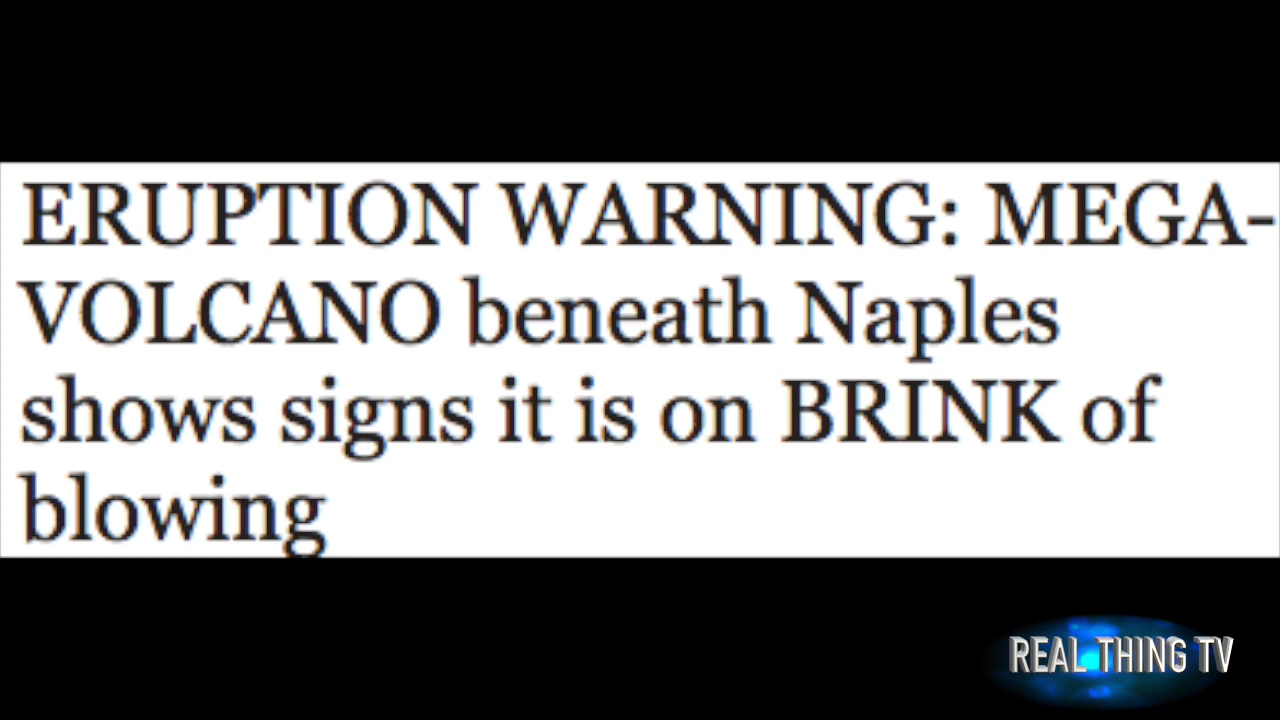 ERUPTION WARNING: MEGA-
VOLCANO beneath Naples
shows signs it is on BRINK of
blowing
REAL THING TV